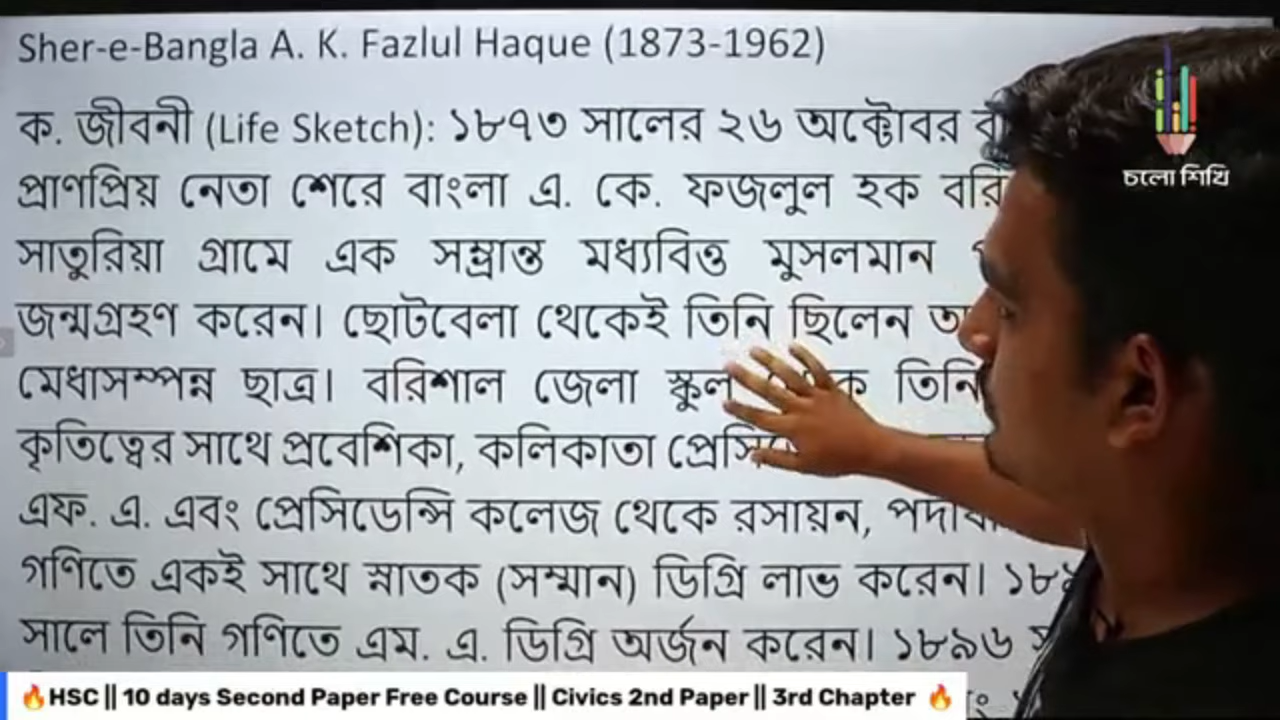 Sher-e-Bangla A. K. Fazlul Haque (1873-1962)
ক. জীবনী (Life Sketch): ১৮৭৩ সালের ২৬ অক্টোবর
প্রাণপ্রিয় নেতা শেরে বাংলা এ. কে. ফজলুল হক
সাতুরিয়া গ্রামে এক সম্ভ্রান্ত মধ্যবিত্ত মুসলমান
জন্মগ্রহণ করেন। ছোটবেলা থেকেই তিনি ছিলেন
মেধাসম্পন্ন ছাত্র। বরিশাল জেলা স্কুল তিনি
কৃতিত্বের সাথে প্রবেশিকা, কলিকাতা
এফ. এ. এবং প্রেসিডেন্সি কলেজ থেকে রসায়ন,
গণিতে একই সাথে স্নাতক (সম্মান) ডিগ্রি লাভ করেন।
সালে তিনি গণিতে এম. এ. ডিগ্রি অর্জন করেন। ১৮৯৬
চলো শিখি
🔥HSC || 10 days Second Paper Free Course || Civics 2nd Paper || 3rd Chapter 🔥